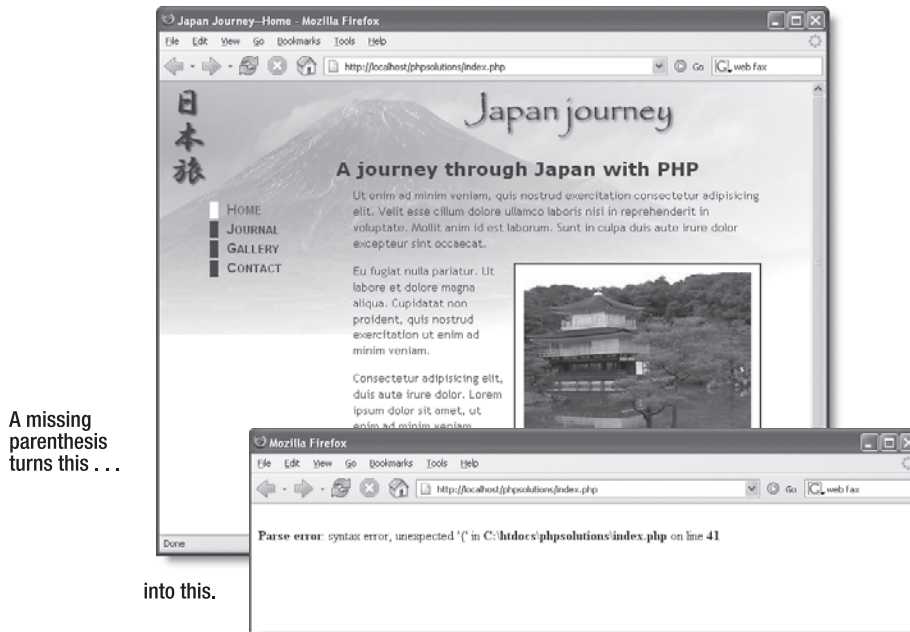 Japan Journey—Home - Mozilla Firefox
File Edit View Go Bookmarks Tools Help
http://localhost/phpsolutions/index.php
Go
G web fax
日
本
旅
Japan journey
A journey through Japan with PHP
HOME
JOURNAL
GALLERY
CONTACT
Ut enim ad minim veniam, quis nostrud exercitation consectetur adipisicing
elit. Velit esse cillum dolore ullamco laboris nisi in reprehenderit in
voluptate. Mollit anim id est laborum. Sunt in culpa duis aute irure dolor
excepteur sint occaecat.
Eu fugiat nulla pariatur. Ut
labore et dolore magna
aliqua. Cupidatat non
proident, quis nostrud
exercitation ut enim ad
minim veniam.
Consectetur adipisicing elit,
duis aute irure dolor. Lorem
ipsum dolor sit amet, ut
enim ad minim veniam
Done
A missing
parenthesis
turns this . . .
Mozilla Firefox
File Edit View Go Bookmarks Tools Help
http://localhost/phpsolutions/index.php
Go
G web fax
Parse error: syntax error, unexpected '{' in C:\htdocs\phpsolutions\index.php on line 41
into this.